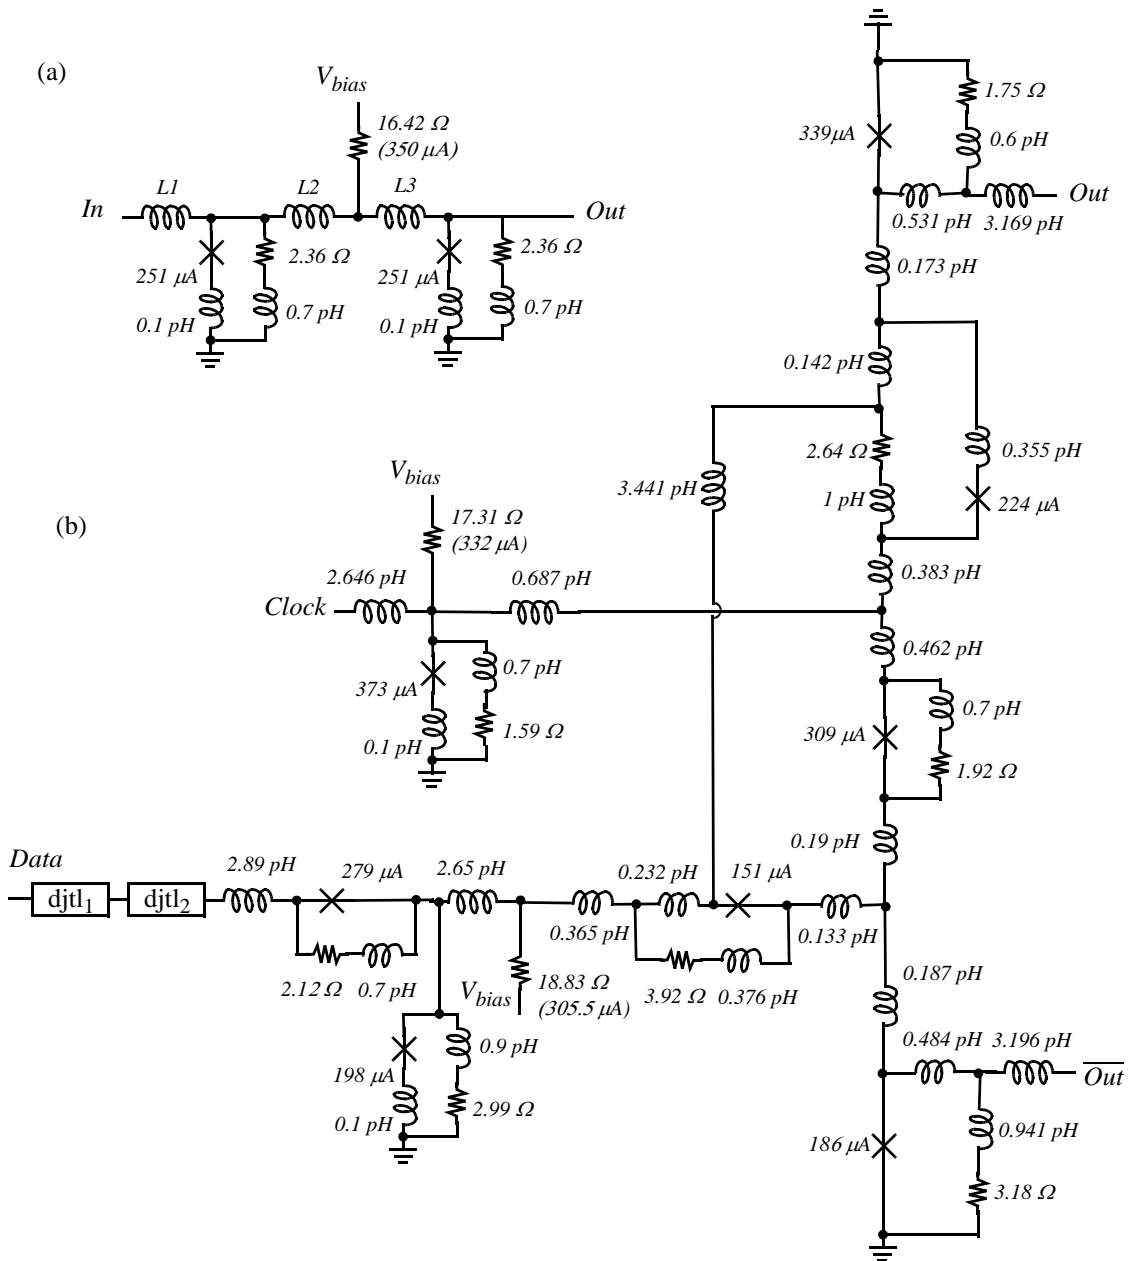 (a)
V_bias
16.42 Ω
(350 μA)
L1
L2
L3
In
Out
251 μA
2.36 Ω
0.1 pH
0.7 pH
251 μA
2.36 Ω
0.1 pH
0.7 pH
1.75 Ω
339μA
0.6 pH
Out
0.531 pH
3.169 pH
0.173 pH
0.142 pH
2.64 Ω
0.355 pH
3.441 pH
1 pH
224 μA
(b)
V_bias
17.31 Ω
(332 μA)
0.383 pH
2.646 pH
0.687 pH
Clock
0.462 pH
0.7 pH
373 μA
0.1 pH
1.59 Ω
0.7 pH
309 μA
1.92 Ω
0.19 pH
Data
djtl1
djtl2
2.89 pH
279 μA
2.65 pH
0.232 pH
151 μA
0.365 pH
0.133 pH
2.12 Ω
0.7 pH
V_bias
18.83 Ω
(305.5 μA)
3.92 Ω
0.376 pH
0.187 pH
0.9 pH
198 μA
0.1 pH
2.99 Ω
0.484 pH
3.196 pH
O̅u̅t̅
0.941 pH
186 μA
3.18 Ω